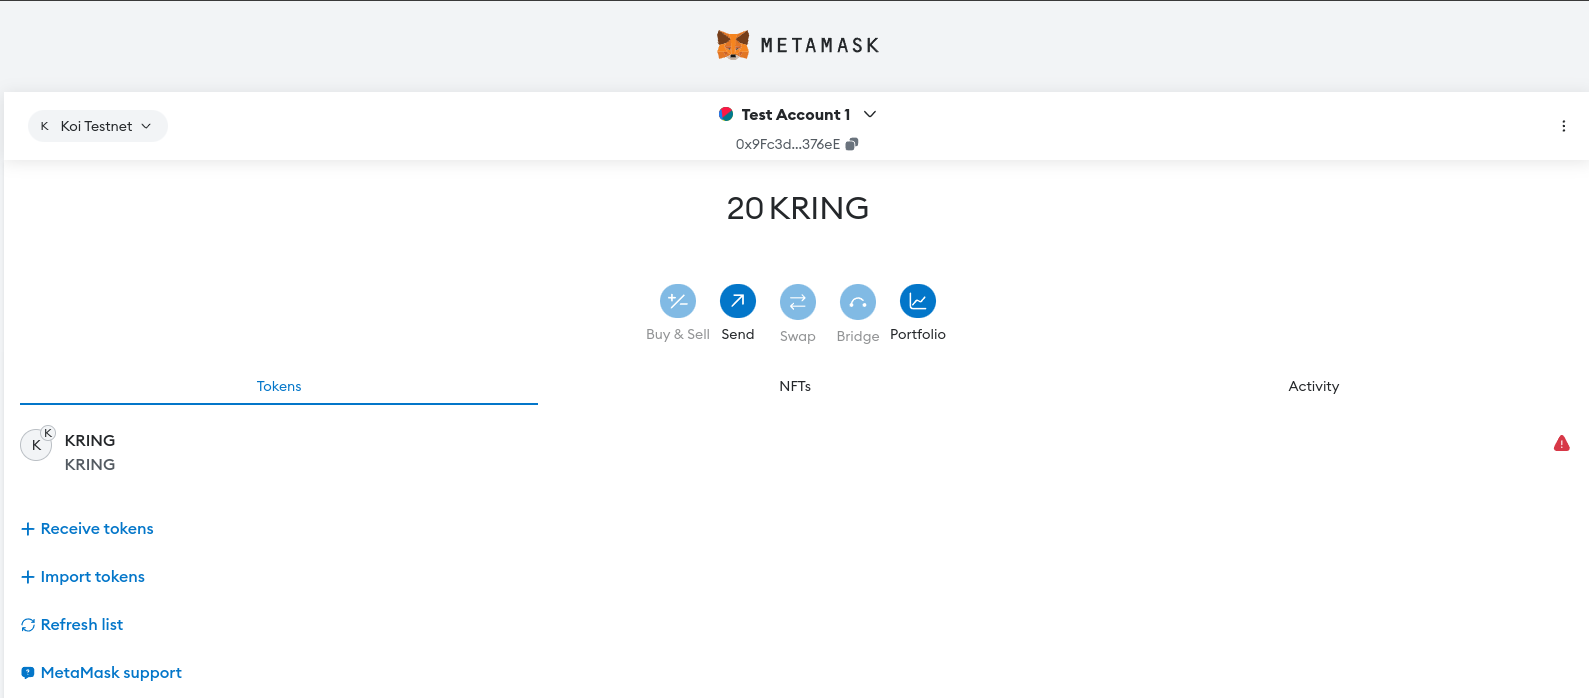 METAMASK
K Koi Testnet
Test Account 1
0x9Fc3d...376eE
20 KRING
Buy & Sell Send Swap Bridge Portfolio
Tokens NFTs Activity
K K KRING
KRING
Receive tokens
Import tokens
Refresh list
MetaMask support